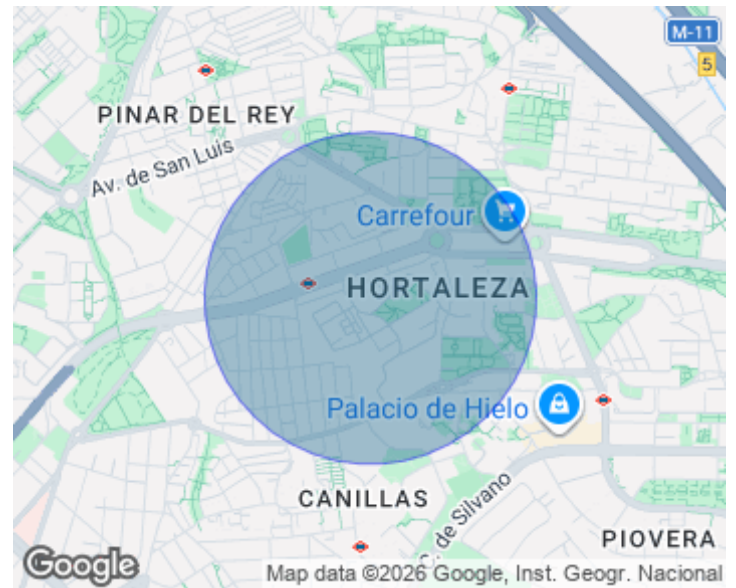 M-11
5
PINAR DEL REY
Av. de San Luis
Carrefour
HORTALEZA
Palacio de Hielo
CANILLAS
C. de Silvano
PIOVERA
Google
Map data ©2026 Google, Inst. Geogr. Nacional